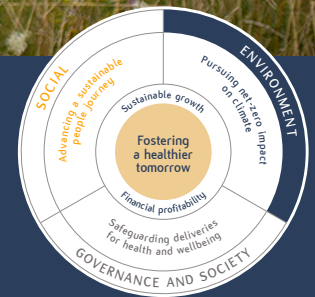 SOCIAL
Advancing a sustainable
people journey
ENVIRONMENT
Pursuing net-zero impact
on climate
Sustainable growth
Fostering
a healthier
tomorrow
Financial profitability
Safeguarding deliveries
for health and wellbeing
GOVERNANCE AND SOCIETY